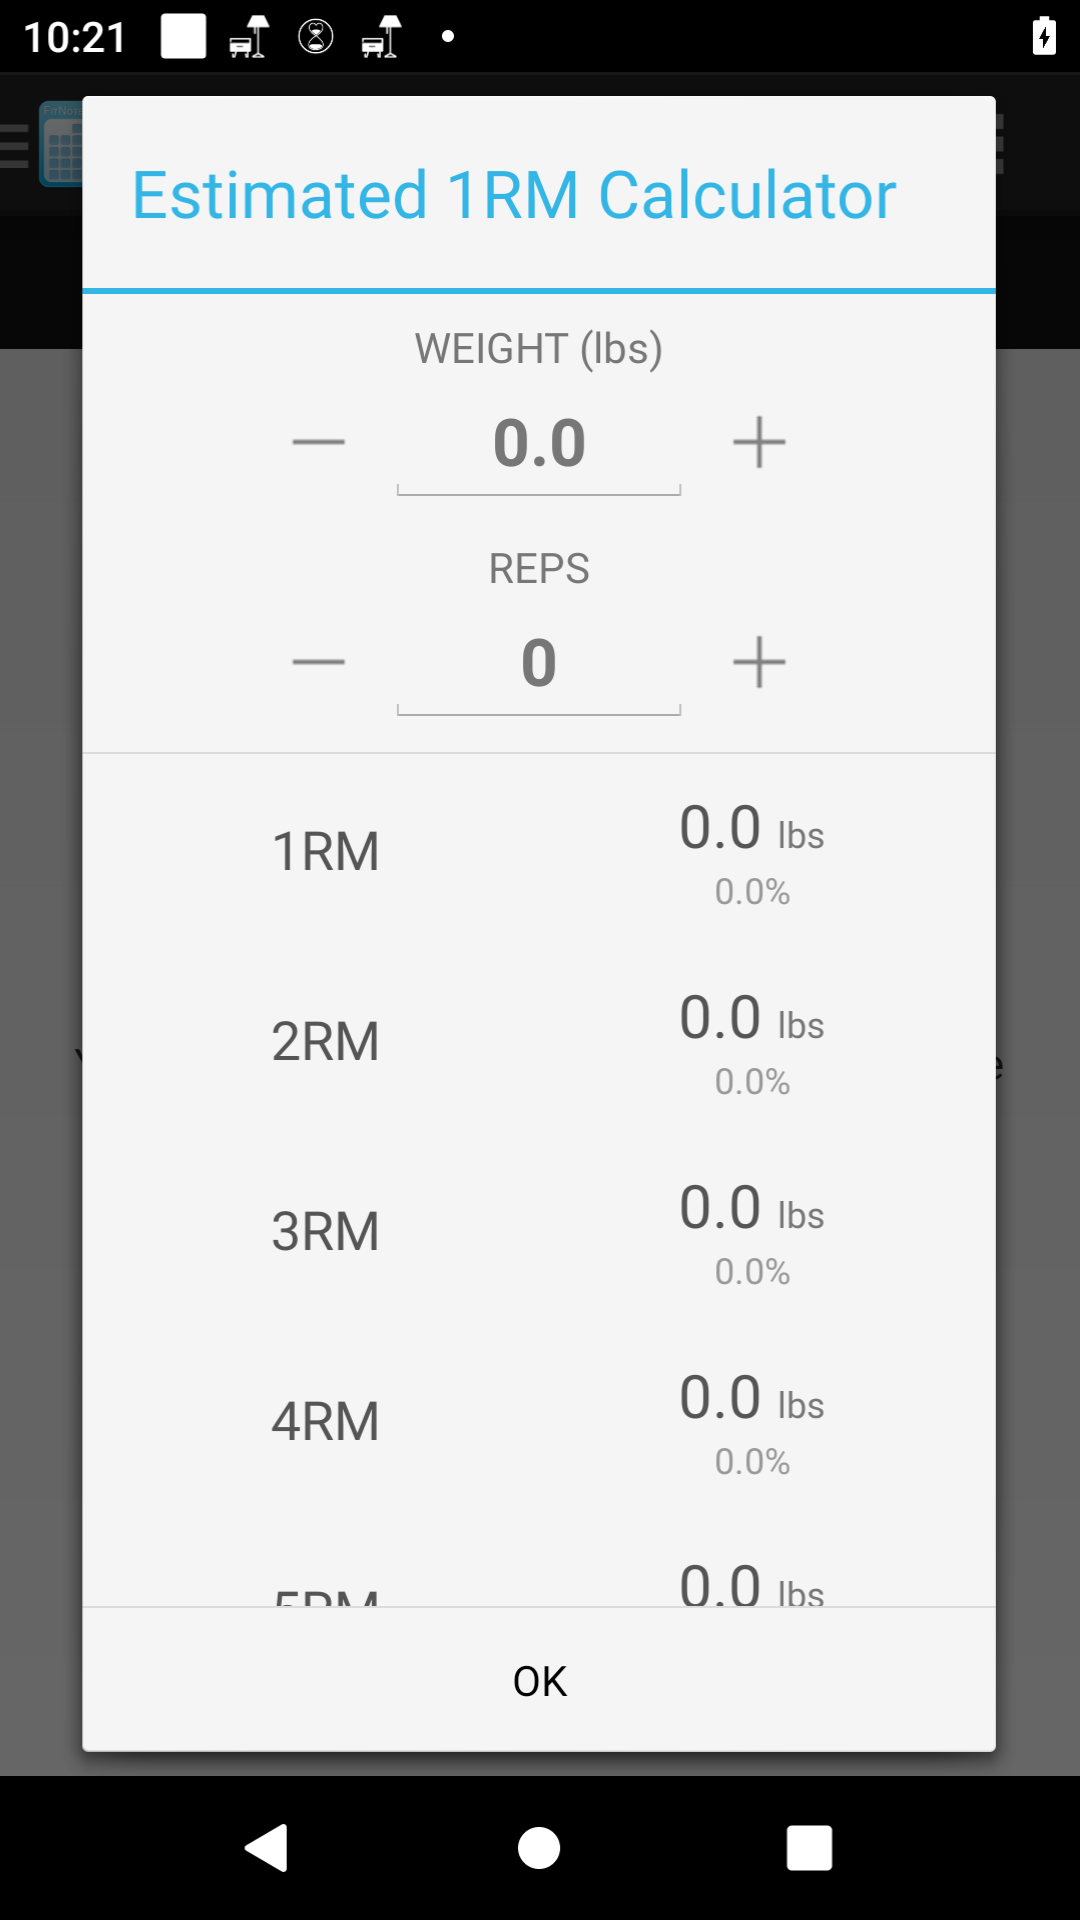 10:21
FitNote
Estimated 1RM Calculator
WEIGHT (lbs)
0.0
REPS
0
1RM
0.0 lbs
0.0%
2RM
0.0 lbs
0.0%
3RM
0.0 lbs
0.0%
4RM
0.0 lbs
0.0%
5RM
0.0 lbs
OK